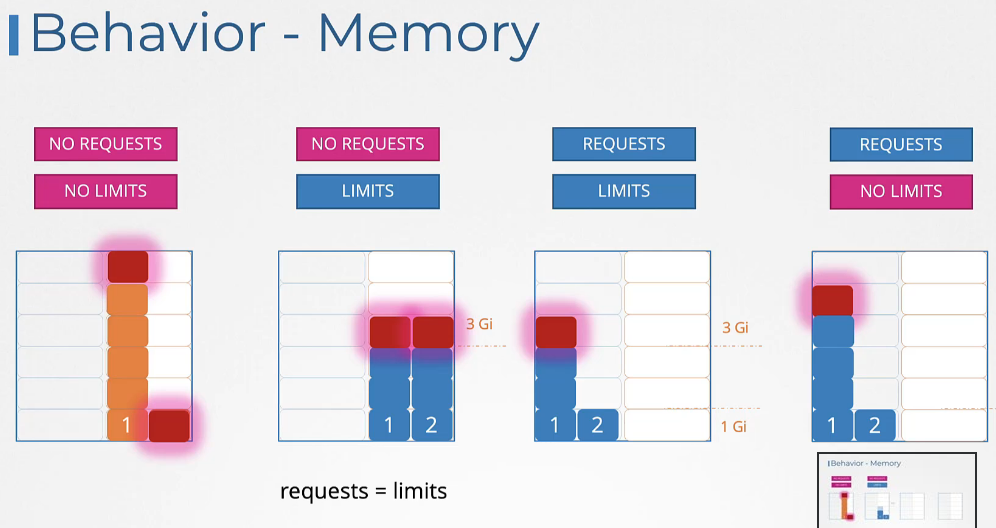 Behavior - Memory
NO REQUESTS
NO LIMITS
NO REQUESTS
LIMITS
REQUESTS
LIMITS
REQUESTS
NO LIMITS
1
1 2
3 Gi
requests = limits
1 2
3 Gi
1 Gi
1 2
Behavior - Memory